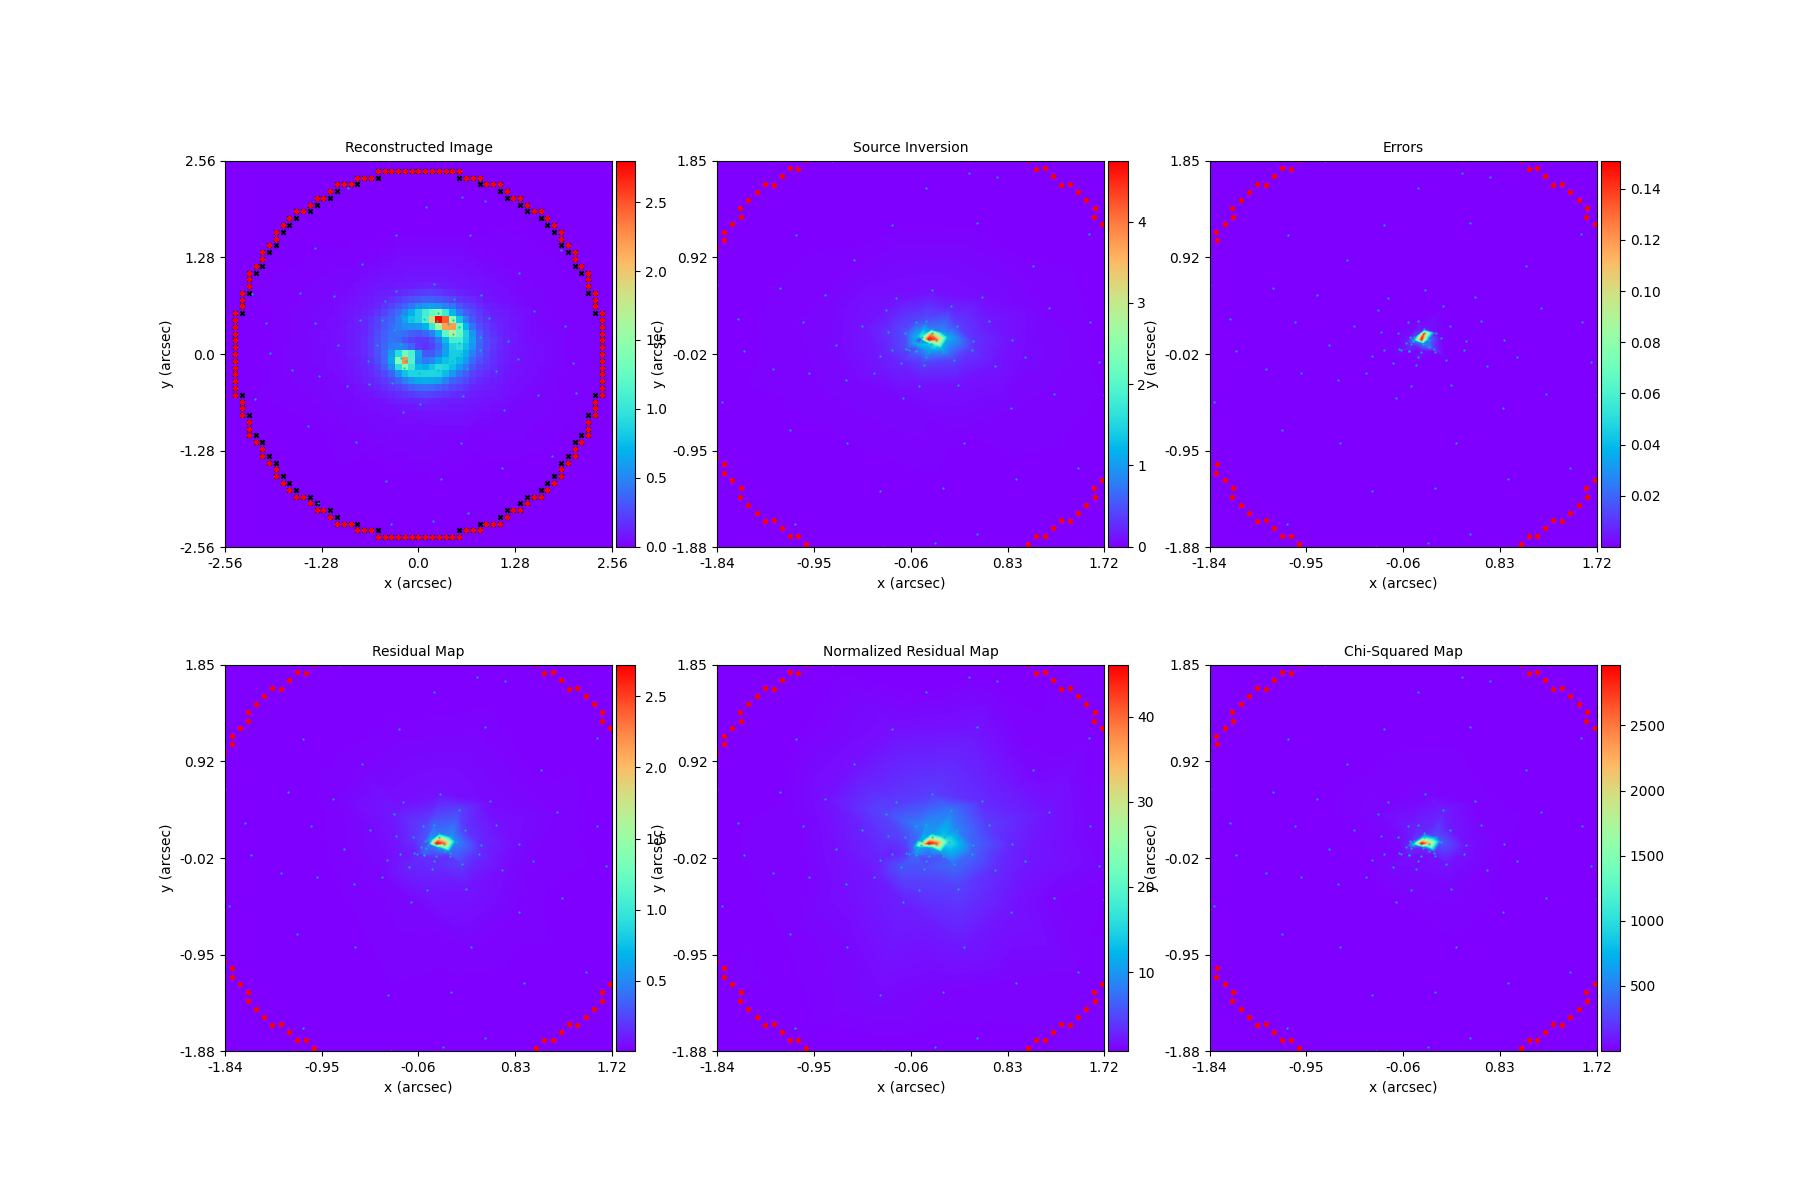 Reconstructed Image
Source Inversion
Errors
2.56
1.28
0.0
-1.28
-2.56
y (arcsec)
-2.56 -1.28 0.0 1.28 2.56
x (arcsec)
2.5
2.0
1.5
1.0
0.5
0.0
1.85
0.92
-0.02
-0.95
-1.88
y (arcsec)
-1.84 -0.95 -0.06 0.83 1.72
x (arcsec)
4
3
2
1
0
1.85
0.92
-0.02
-0.95
-1.88
y (arcsec)
-1.84 -0.95 -0.06 0.83 1.72
x (arcsec)
0.14
0.12
0.10
0.08
0.06
0.04
0.02
Residual Map
Normalized Residual Map
Chi-Squared Map
1.85
0.92
-0.02
-0.95
-1.88
y (arcsec)
-1.84 -0.95 -0.06 0.83 1.72
x (arcsec)
2.5
2.0
1.5
1.0
0.5
1.85
0.92
-0.02
-0.95
-1.88
y (arcsec)
-1.84 -0.95 -0.06 0.83 1.72
x (arcsec)
40
30
20
10
1.85
0.92
-0.02
-0.95
-1.88
y (arcsec)
-1.84 -0.95 -0.06 0.83 1.72
x (arcsec)
2500
2000
1500
1000
500